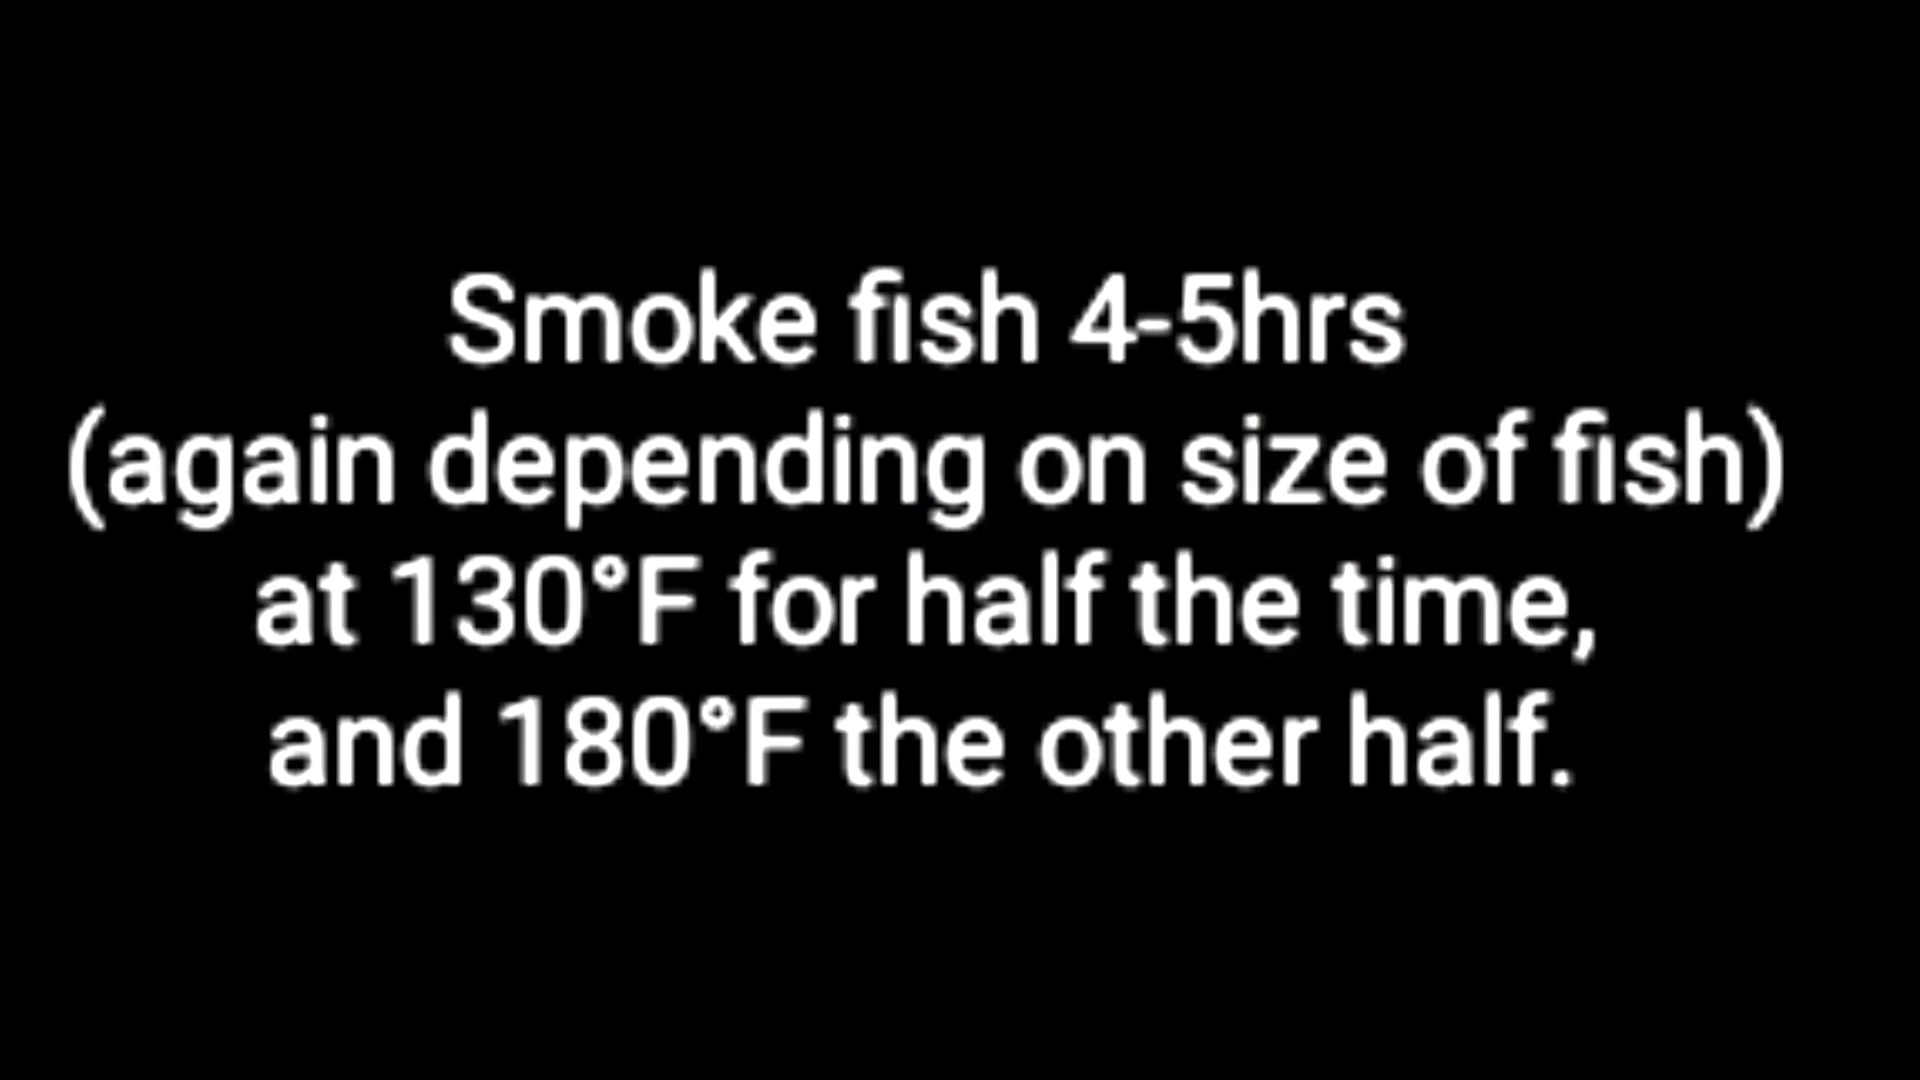 Smoke fish 4-5hrs
(again depending on size of fish)
at 130°F for half the time,
and 180°F the other half.